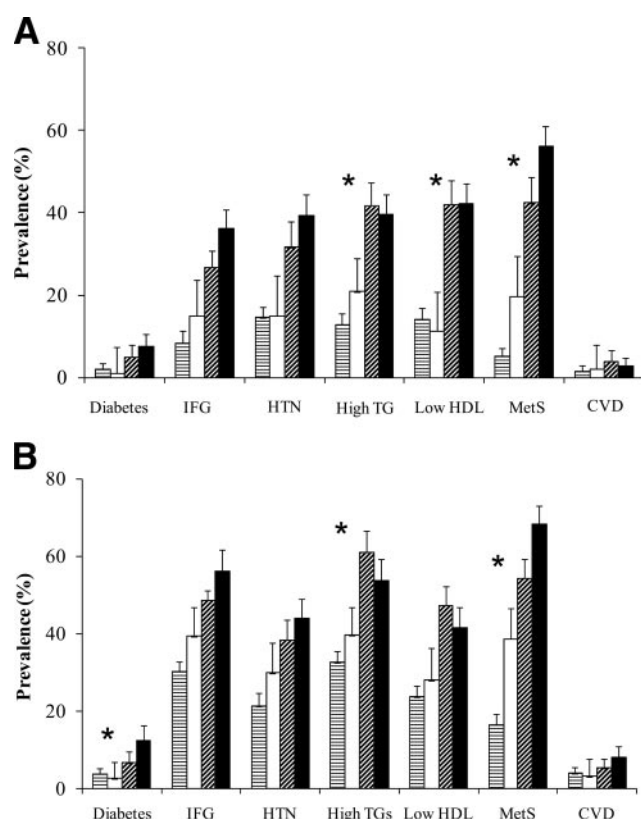 A
80
60
40
20
0
Prevalence (%)
*
*
*
Diabetes IFG HTN High TG Low HDL MetS CVD
B
80
60
40
20
0
Prevalence (%)
*
*
*
Diabetes IFG HTN High TGs Low HDL MetS CVD